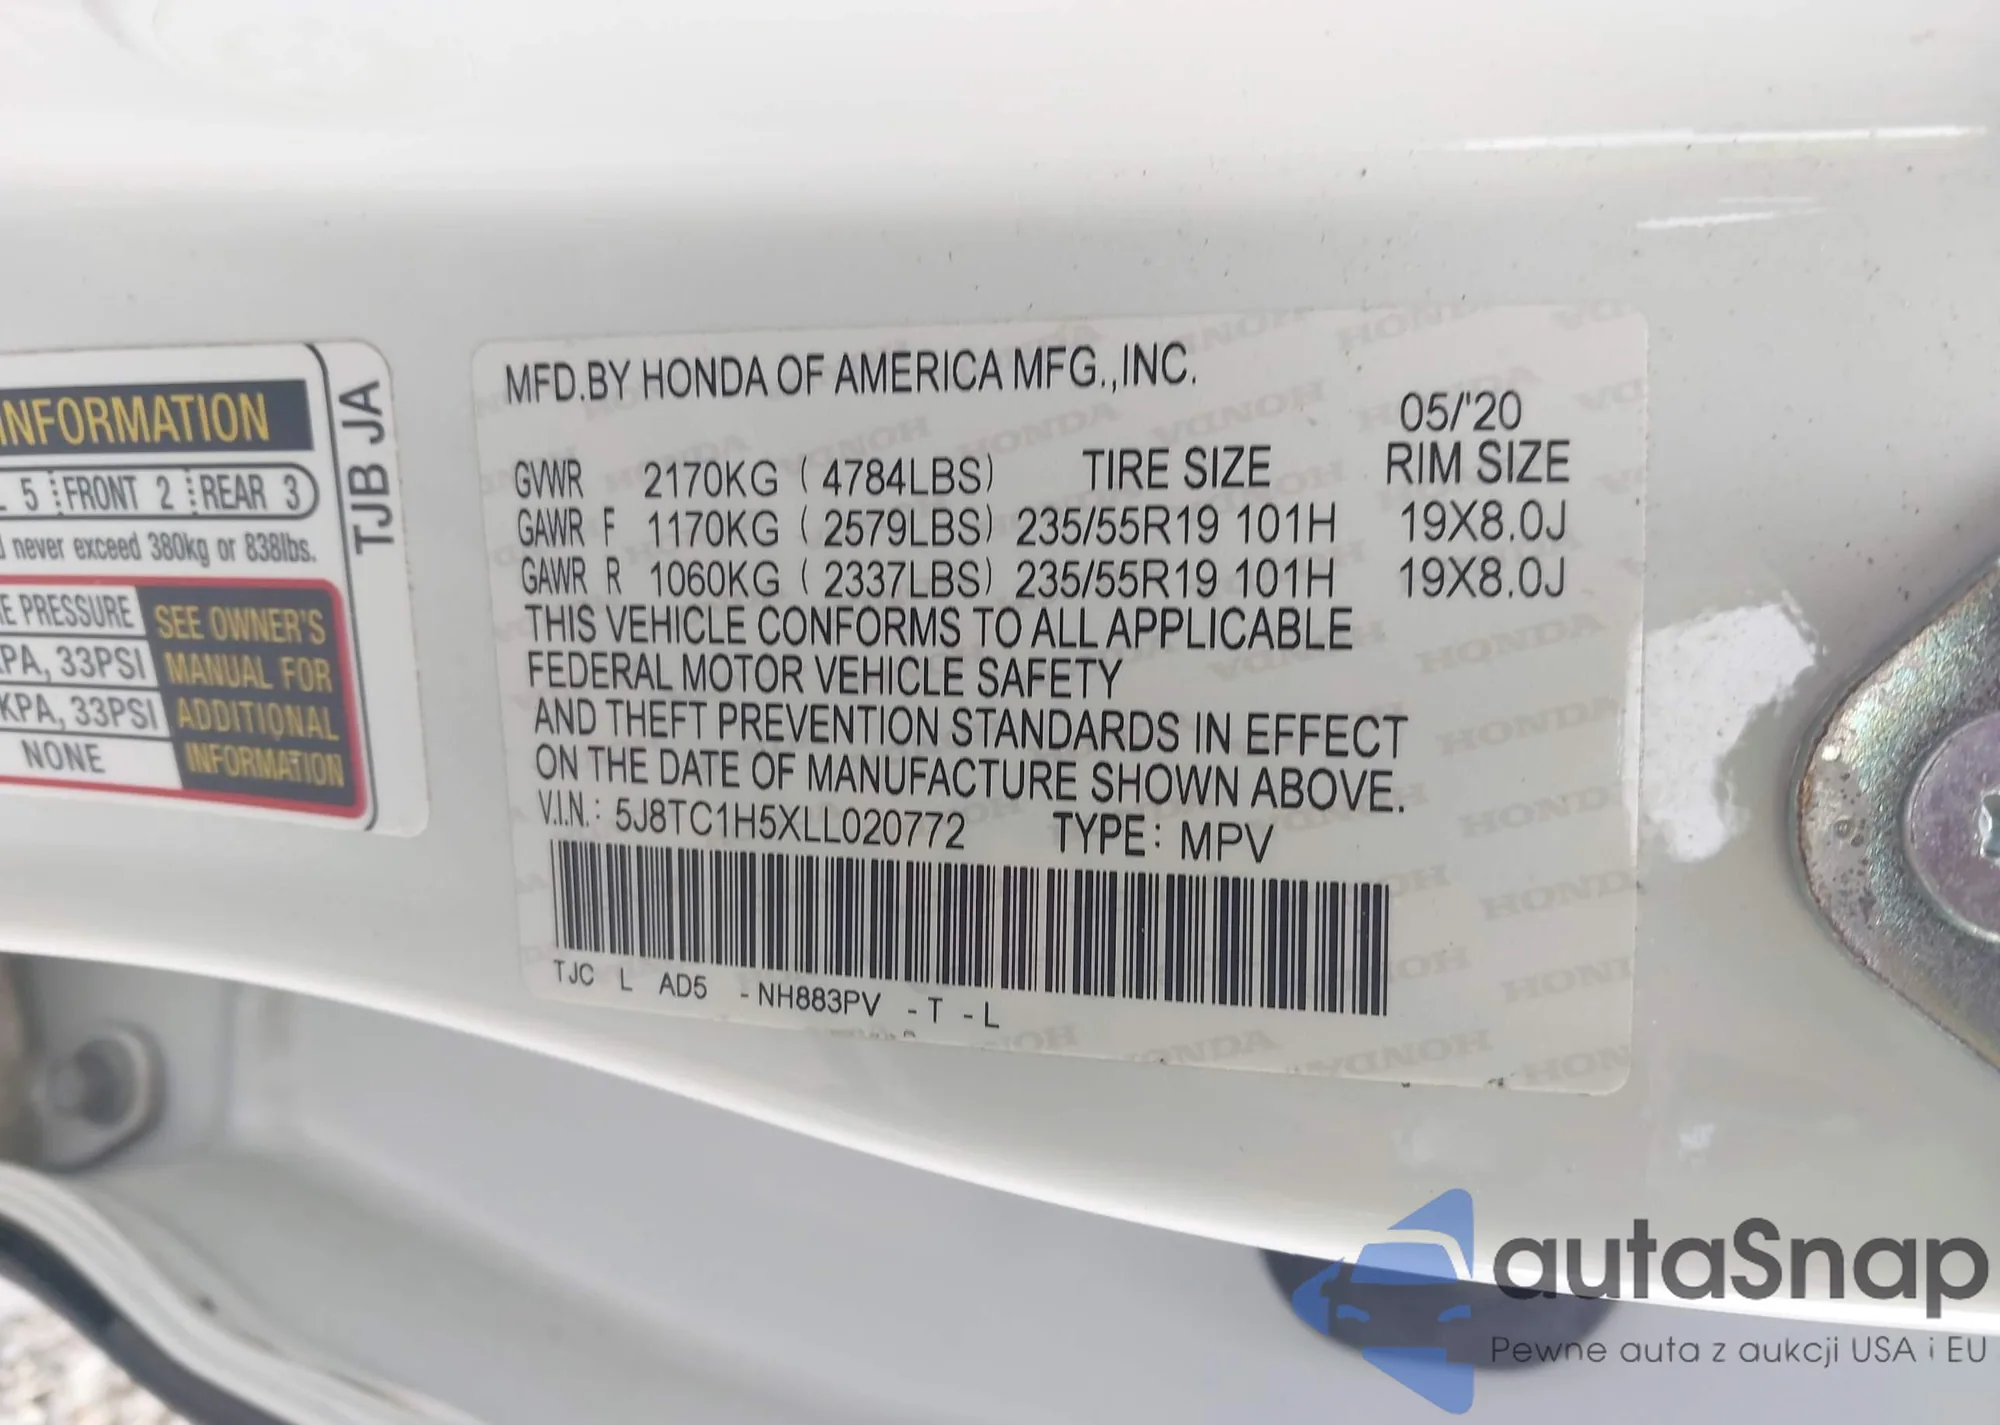 INFORMATION
5 FRONT 2 REAR 3
never exceed 380kg or 838lbs.
PRESSURE
33PSI
KPA, 33PSI
NONE
SEE OWNER'S
MANUAL FOR
ADDITIONAL
INFORMATION
TJB JA
MFD.BY HONDA OF AMERICA MFG.,INC.
05/'20
GVWR 2170KG ( 4784LBS) TIRE SIZE RIM SIZE
GAWR F 1170KG ( 2579LBS) 235/55R19 101H 19X8.0J
GAWR R 1060KG ( 2337LBS) 235/55R19 101H 19X8.0J
THIS VEHICLE CONFORMS TO ALL APPLICABLE
FEDERAL MOTOR VEHICLE SAFETY
AND THEFT PREVENTION STANDARDS IN EFFECT
ON THE DATE OF MANUFACTURE SHOWN ABOVE.
V.I.N.: 5J8TC1H5XLL020772 TYPE: MPV
TJC L AD5 -NH883PV -T -L
autaSnap
Pewne auta z aukcji USA i EU